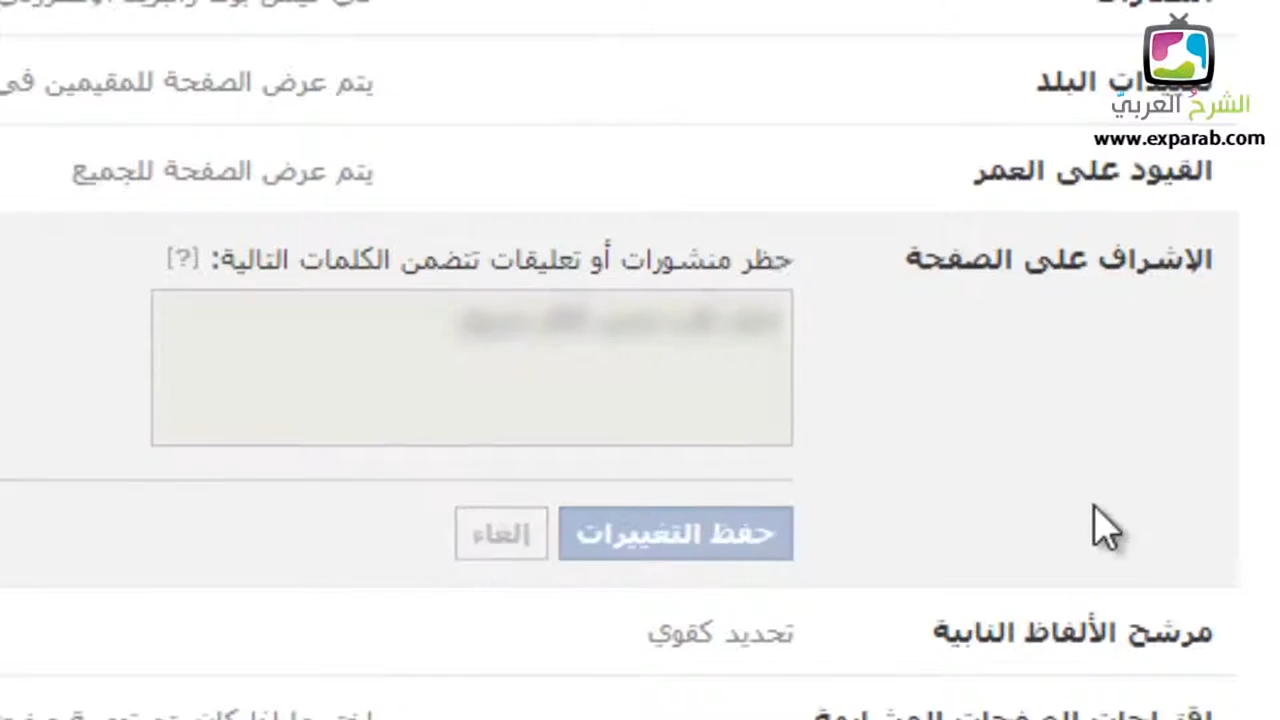 البلد
يتم عرض الصفحة للمقيمين في
الشرح العربي
www.exparab.com
القيود على العمر
يتم عرض الصفحة للجميع
الإشراف على الصفحة
حظر منشورات أو تعليقات تتضمن الكلمات التالية: [?]
حفظ التغييرات
إلغاء
مرشح الألفاظ النابية
تحديد كقوي